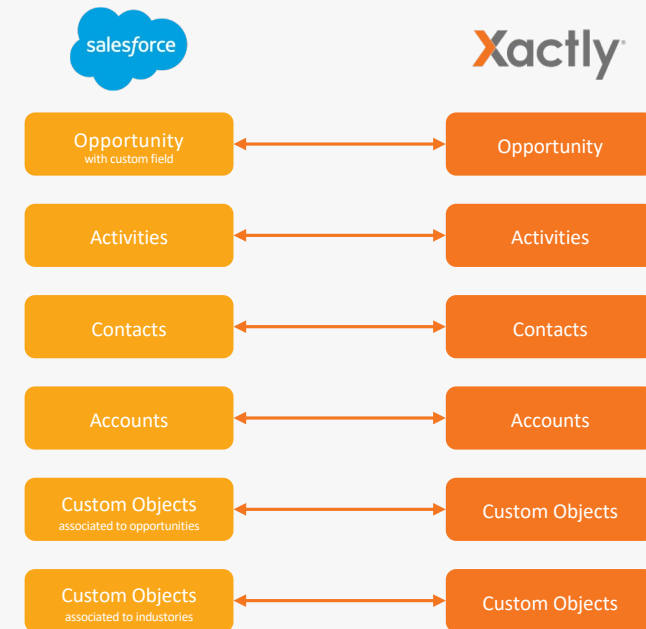 salesforce
Xactly
Opportunity
with custom field
Opportunity
Activities
Activities
Contacts
Contacts
Accounts
Accounts
Custom Objects
associated to opportunities
Custom Objects
Custom Objects
associated to industories
Custom Objects